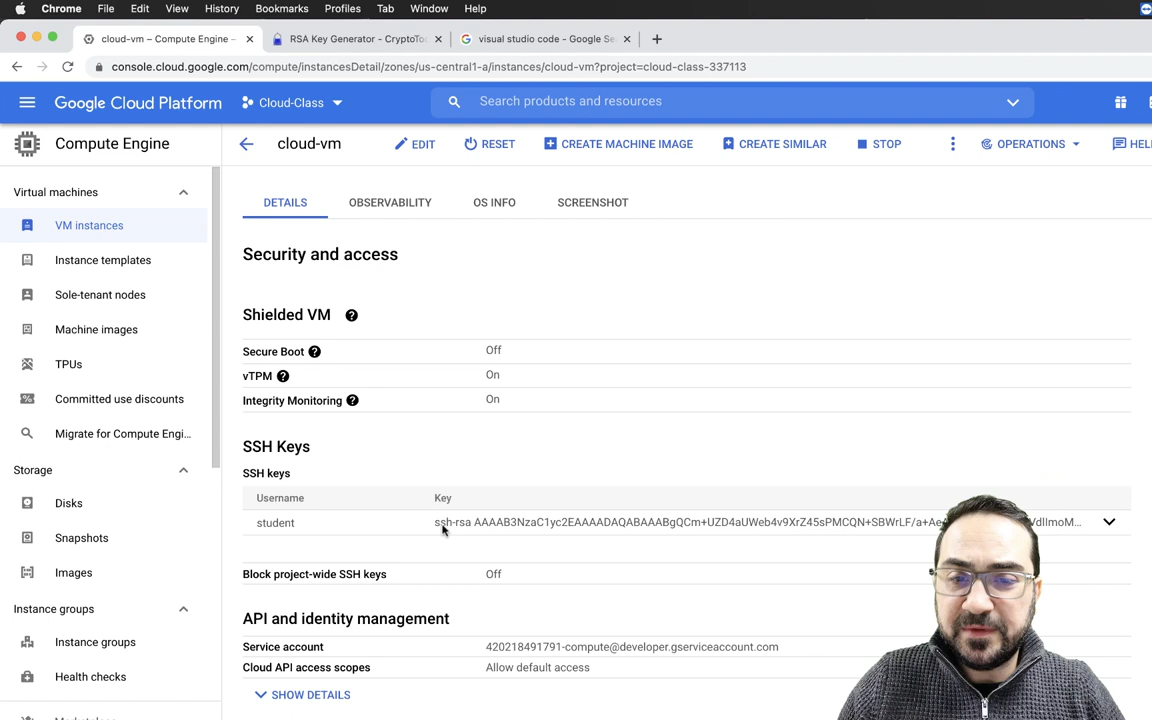 Chrome File Edit View History Bookmarks Profiles Tab Window Help
cloud-vm – Compute Engine –
RSA Key Generator - CryptoToo
visual studio code - Google Se
console.cloud.google.com/compute/instancesDetail/zones/us-central1-a/instances/cloud-vm?project=cloud-class-337113
Google Cloud Platform Cloud-Class Search products and resources
Compute Engine cloud-vm EDIT RESET CREATE MACHINE IMAGE CREATE SIMILAR STOP OPERATIONS HEL
Virtual machines
VM instances
Instance templates
Sole-tenant nodes
Machine images
TPUs
Committed use discounts
Migrate for Compute Engi...
Storage
Disks
Snapshots
Images
Instance groups
Instance groups
Health checks
DETAILS OBSERVABILITY OS INFO SCREENSHOT
Security and access
Shielded VM
Secure Boot Off
vTPM On
Integrity Monitoring On
SSH Keys
SSH keys
Username Key
student ssh-rsa
Block project-wide SSH keys Off
API and identity management
Service account 420218491791-compute@developer.gserviceaccount.com
Cloud API access scopes Allow default access
SHOW DETAILS